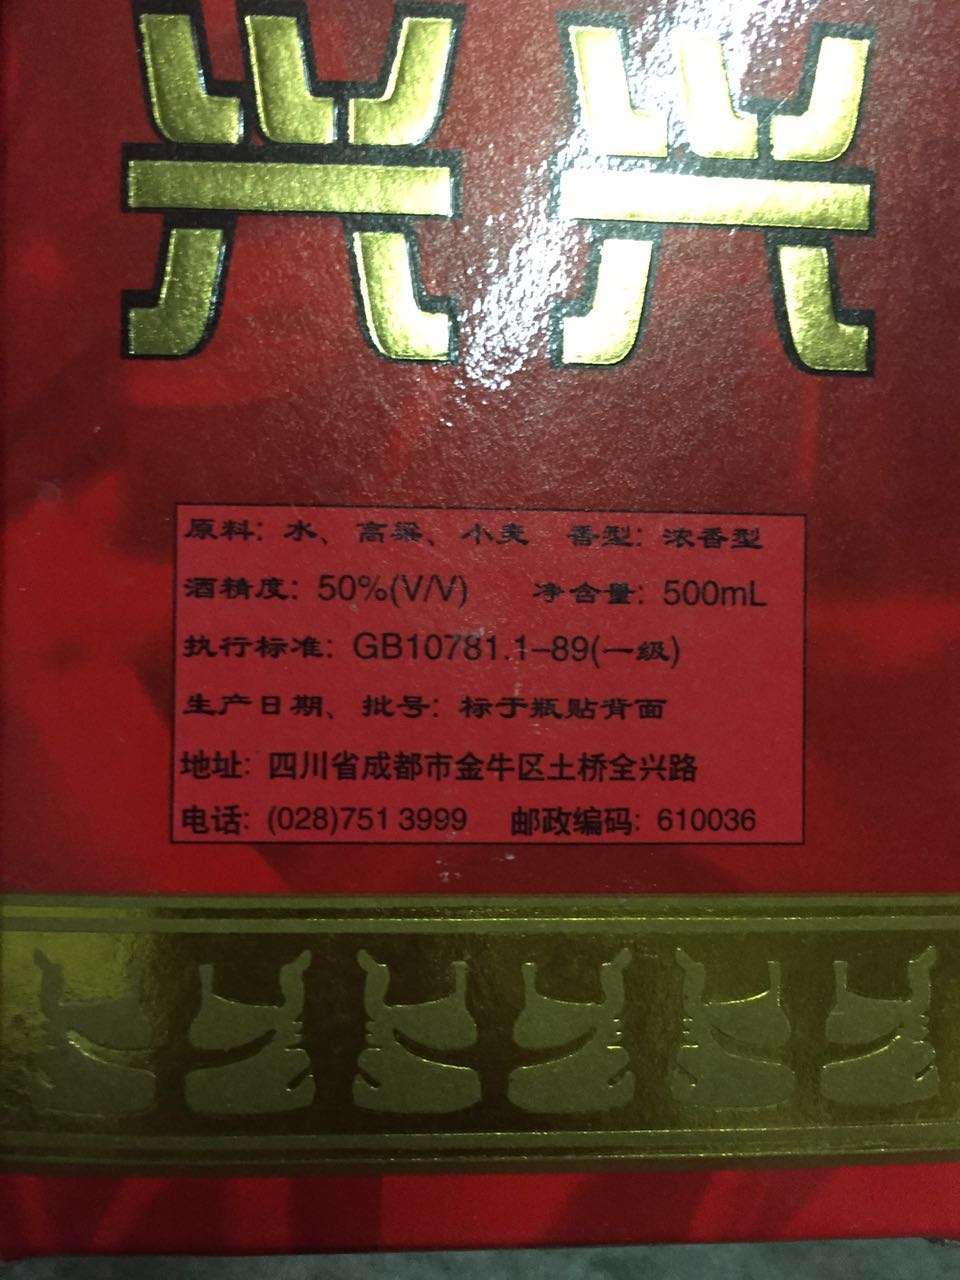 兴 兴
原料: 水、高粱、小麦 香型: 浓香型
酒精度: 50%(V/V) 净含量: 500mL
执行标准: GB10781.1-89(一级)
生产日期、批号: 标于瓶贴背面
地址: 四川省成都市金牛区土桥全兴路
电话: (028)751 3999 邮政编码: 610036